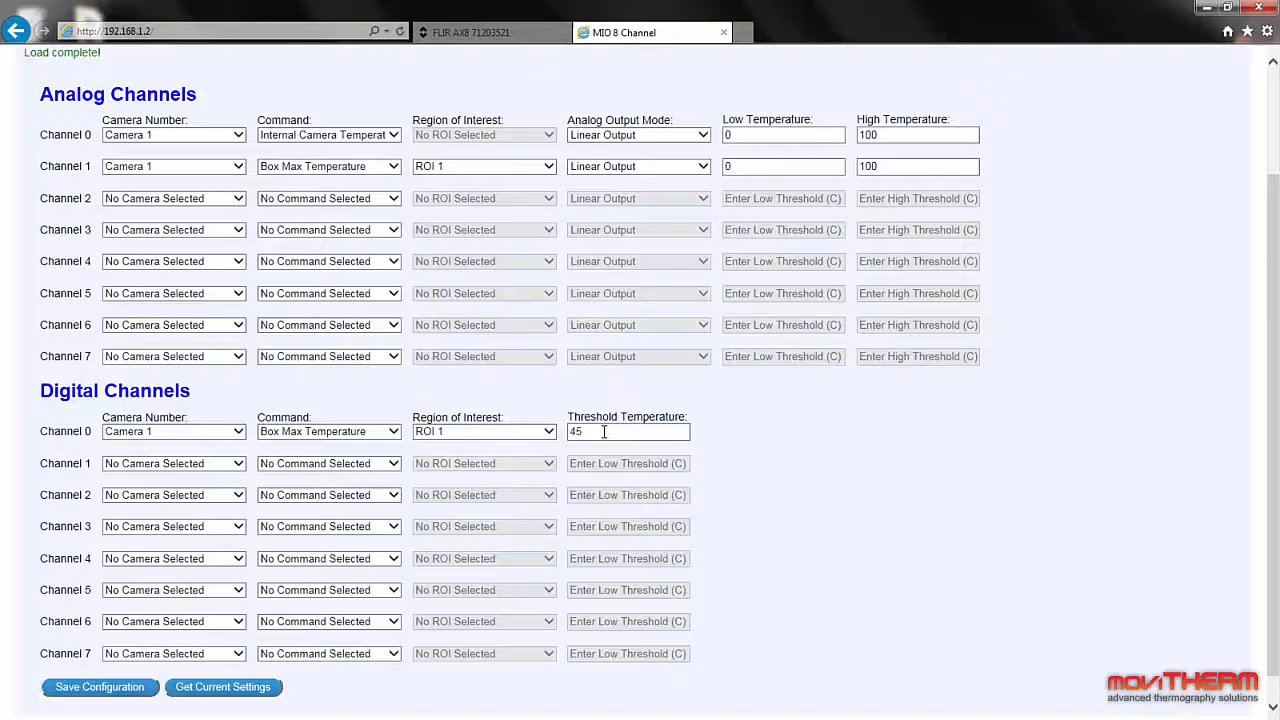 http://192.168.1.2/
FLIR AX8 71203521
MIO 8 Channel
Load complete!
Analog Channels
Camera Number: Command: Region of Interest: Analog Output Mode: Low Temperature: High Temperature:
Channel 0 Camera 1 Internal Camera Temperat No ROI Selected Linear Output 0 100
Channel 1 Camera 1 Box Max Temperature ROI 1 Linear Output 0 100
Channel 2 No Camera Selected No Command Selected No ROI Selected Linear Output Enter Low Threshold (C) Enter High Threshold (C)
Channel 3 No Camera Selected No Command Selected No ROI Selected Linear Output Enter Low Threshold (C) Enter High Threshold (C)
Channel 4 No Camera Selected No Command Selected No ROI Selected Linear Output Enter Low Threshold (C) Enter High Threshold (C)
Channel 5 No Camera Selected No Command Selected No ROI Selected Linear Output Enter Low Threshold (C) Enter High Threshold (C)
Channel 6 No Camera Selected No Command Selected No ROI Selected Linear Output Enter Low Threshold (C) Enter High Threshold (C)
Channel 7 No Camera Selected No Command Selected No ROI Selected Linear Output Enter Low Threshold (C) Enter High Threshold (C)
Digital Channels
Camera Number: Command: Region of Interest: Threshold Temperature:
Channel 0 Camera 1 Box Max Temperature ROI 1 45
Channel 1 No Camera Selected No Command Selected No ROI Selected Enter Low Threshold (C)
Channel 2 No Camera Selected No Command Selected No ROI Selected Enter Low Threshold (C)
Channel 3 No Camera Selected No Command Selected No ROI Selected Enter Low Threshold (C)
Channel 4 No Camera Selected No Command Selected No ROI Selected Enter Low Threshold (C)
Channel 5 No Camera Selected No Command Selected No ROI Selected Enter Low Threshold (C)
Channel 6 No Camera Selected No Command Selected No ROI Selected Enter Low Threshold (C)
Channel 7 No Camera Selected No Command Selected No ROI Selected Enter Low Threshold (C)
Save Configuration Get Current Settings
MOVITHERM
advanced thermography solutions